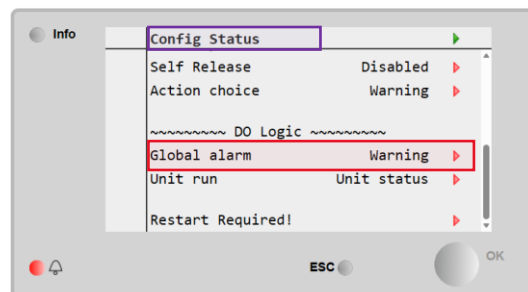 Info
Config Status
Self Release Disabled
Action choice Warning
~~~~~~~~~ DO Logic ~~~~~~~~~
Global alarm Warning
Unit run Unit status
Restart Required!
ESC
OK